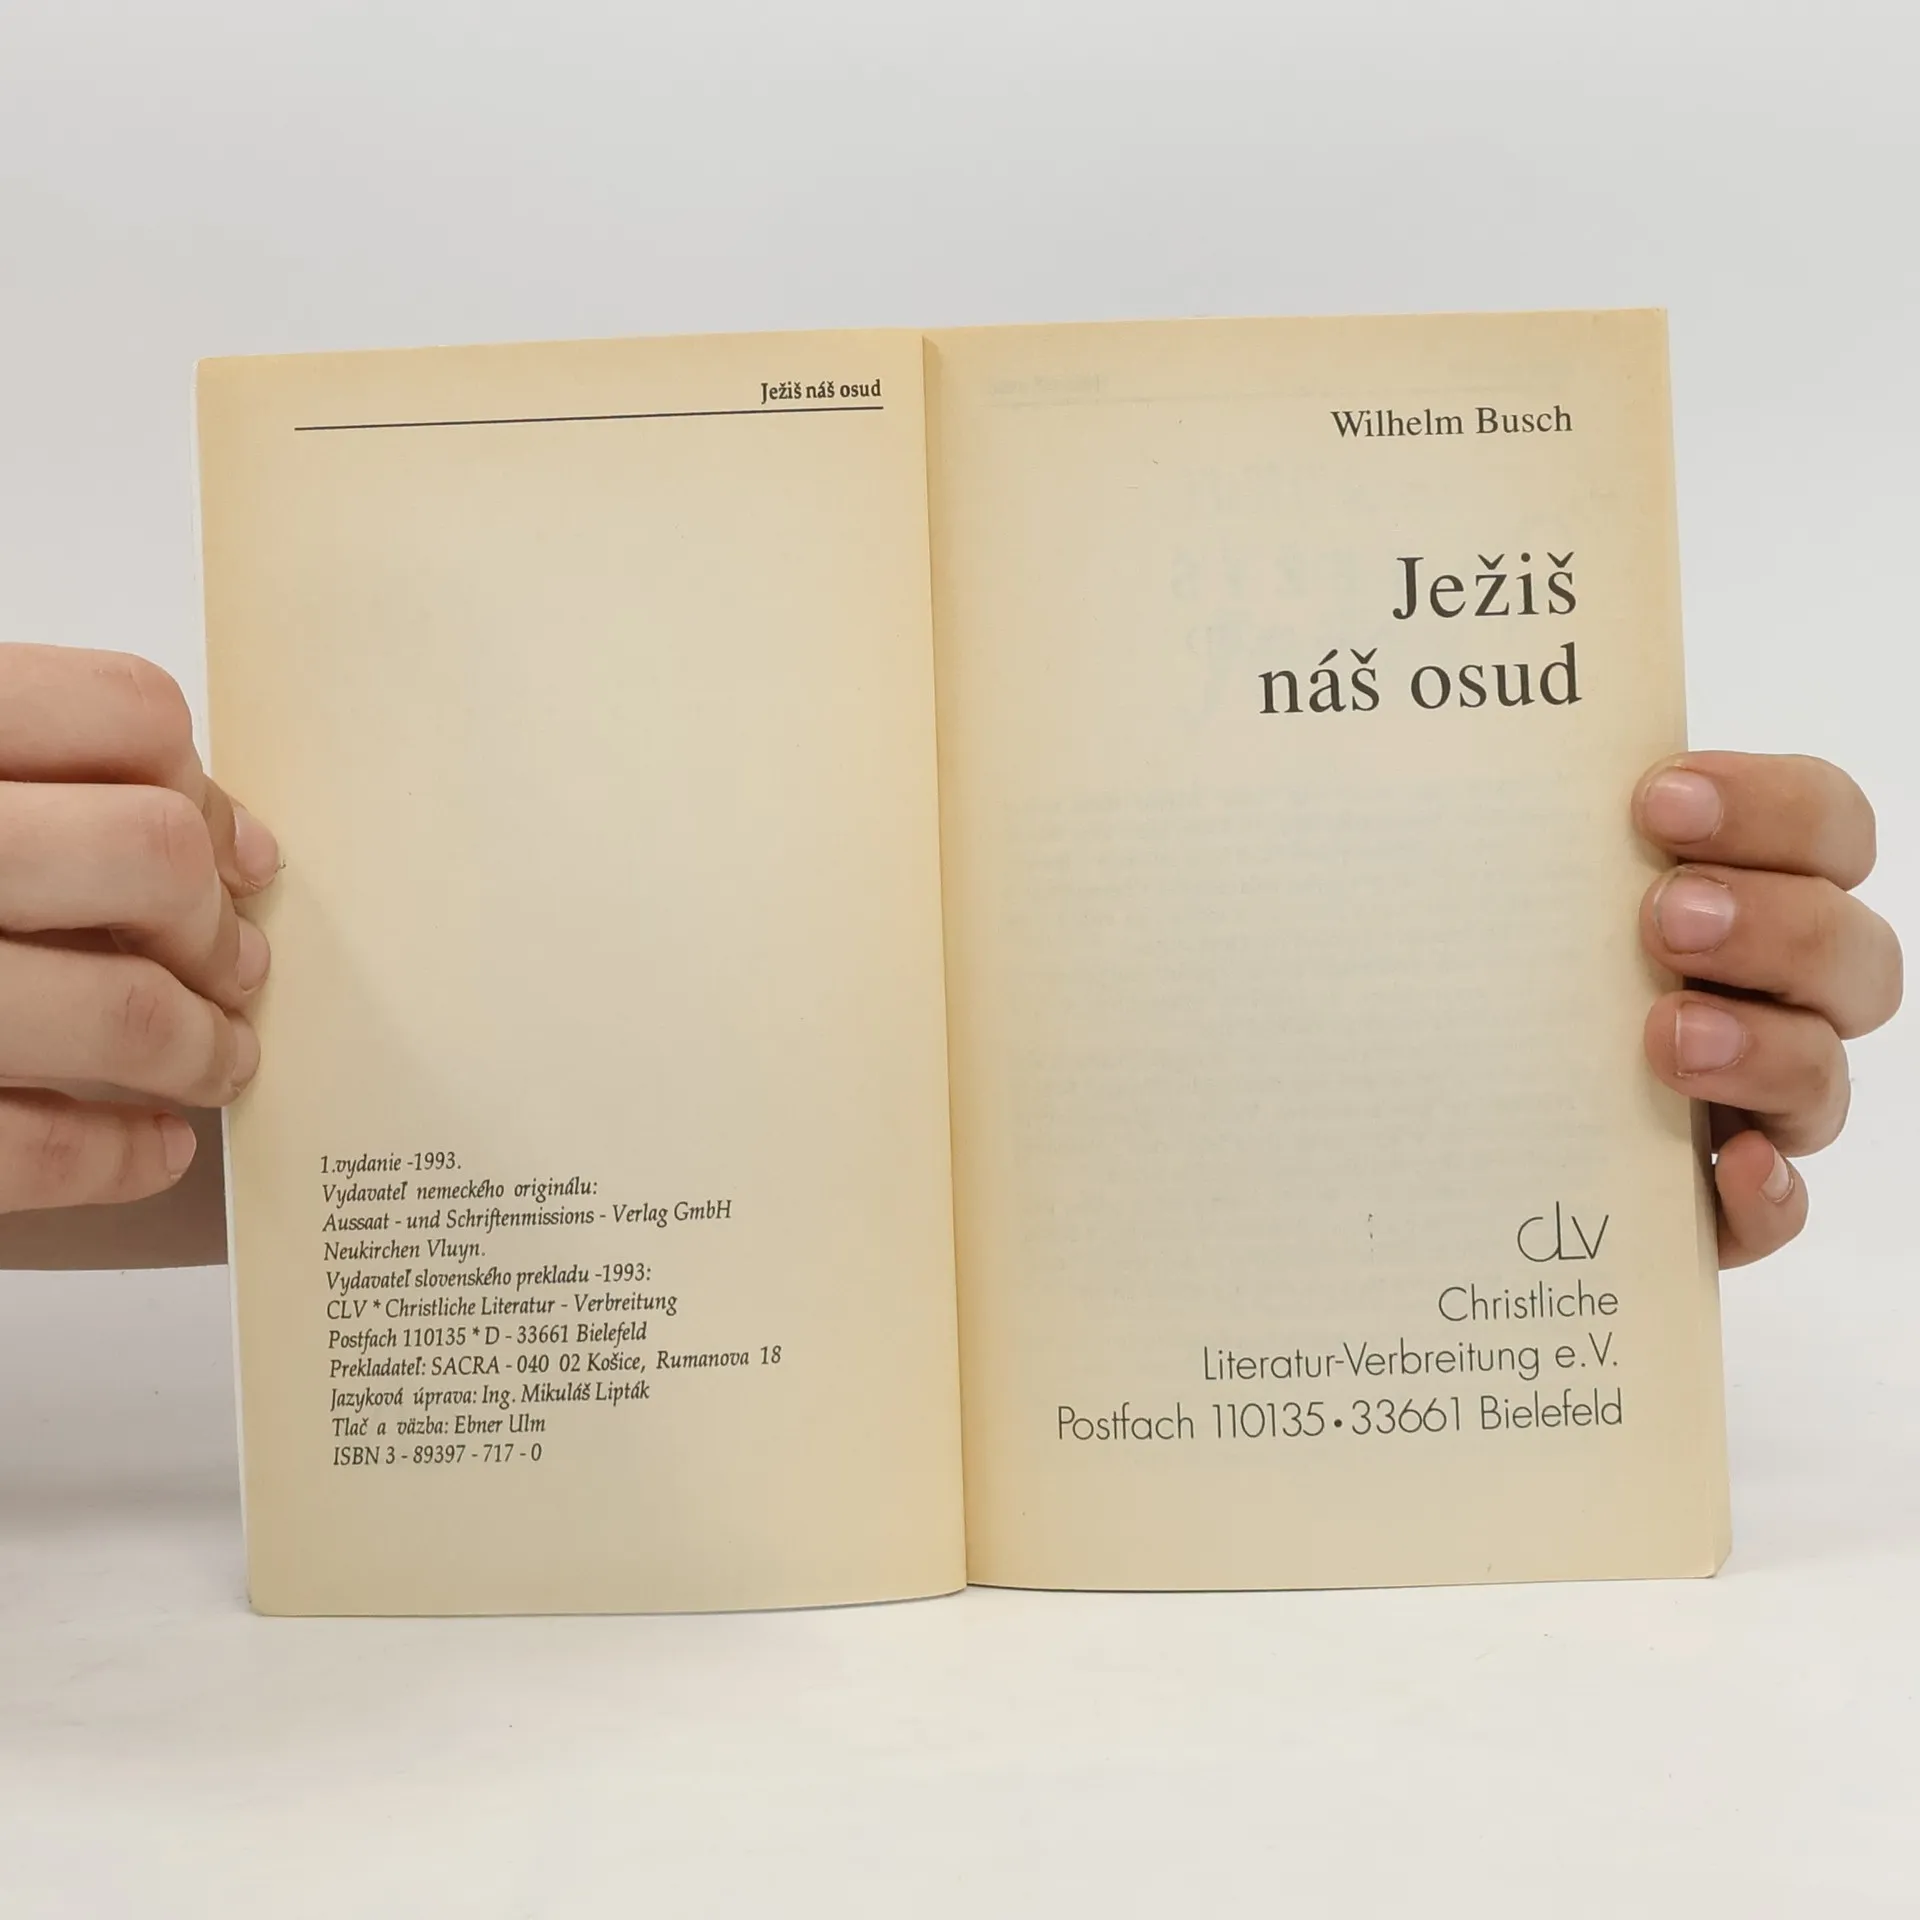 Ježiš náš osud
1.vydanie -1993.
Vydavateľ nemeckého originálu:
Aussaat - und Schriftenmissions - Verlag GmbH
Neukirchen Vluyn.
Vydavateľ slovenského prekladu -1993:
CLV * Christliche Literatur - Verbreitung
Postfach 110135 * D - 33661 Bielefeld
Prekladateľ: SACRA - 040 02 Košice, Rumanova 18
Jazyková úprava: Ing. Mikuláš Lipták
Tlač a väzba: Ebner Ulm
ISBN 3 - 89397 - 717 - 0
Wilhelm Busch
Ježiš
náš osud
CLV
Christliche
Literatur-Verbreitung e.V.
Postfach 110135 • 33661 Bielefeld